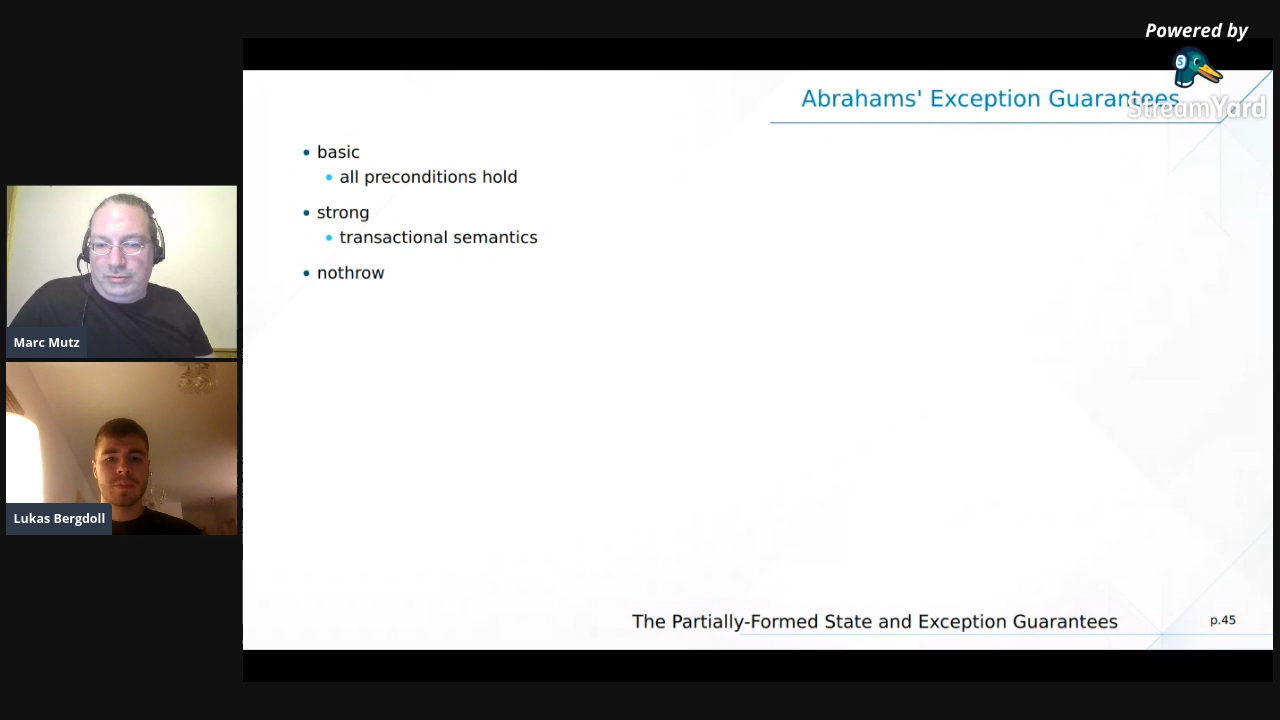 Powered by
StreamYard
Abrahams' Exception Guarantees
basic
all preconditions hold
strong
transactional semantics
nothrow
Marc Mutz
Lukas Bergdoll
The Partially-Formed State and Exception Guarantees
p.45